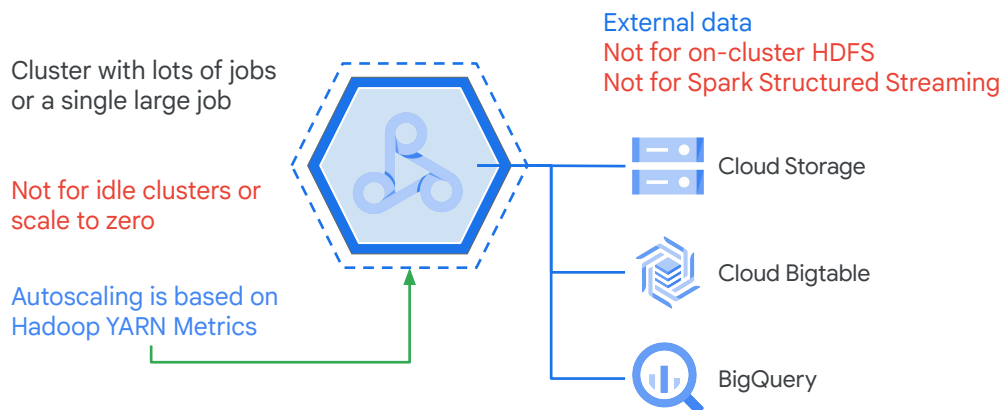 External data
Not for on-cluster HDFS
Not for Spark Structured Streaming
Cluster with lots of jobs
or a single large job
Not for idle clusters or
scale to zero
Autoscaling is based on
Hadoop YARN Metrics
Cloud Storage
Cloud Bigtable
BigQuery